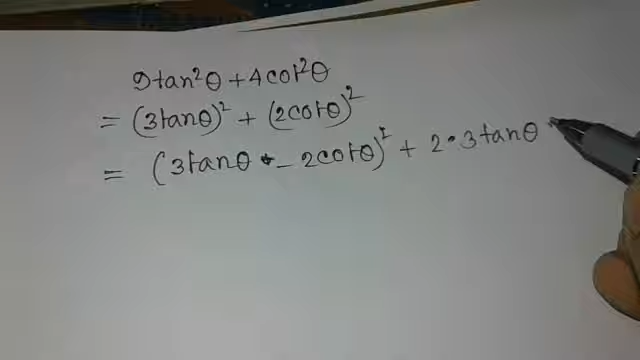 9tan²θ + 4cot²θ
= (3tanθ)² + (2cotθ)²
= (3tanθ - 2cotθ)² + 2·3tanθ